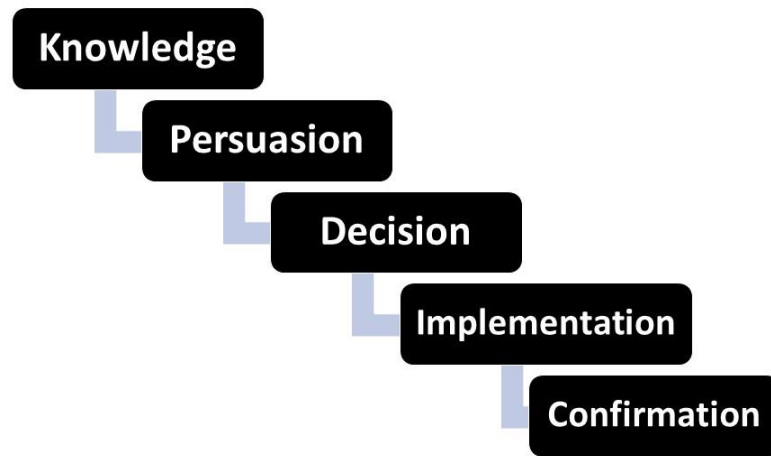 Knowledge
Persuasion
Decision
Implementation
Confirmation